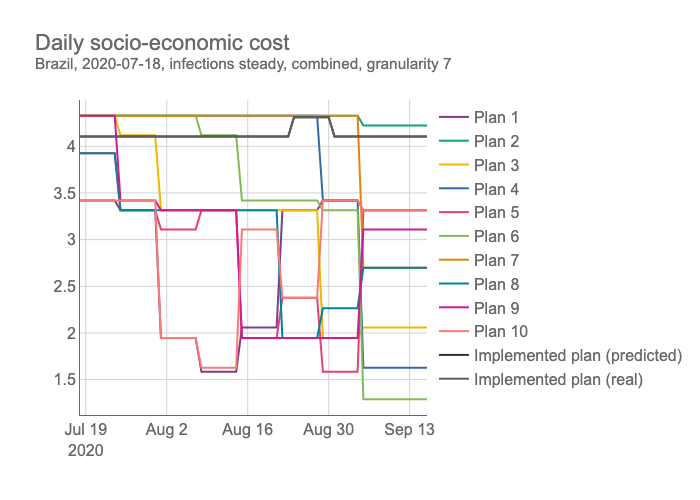 Daily socio-economic cost
Brazil, 2020-07-18, infections steady, combined, granularity 7
4
3.5
3
2.5
2
1.5
Jul 19
2020
Aug 2
Aug 16
Aug 30
Sep 13
Plan 1
Plan 2
Plan 3
Plan 4
Plan 5
Plan 6
Plan 7
Plan 8
Plan 9
Plan 10
Implemented plan (predicted)
Implemented plan (real)